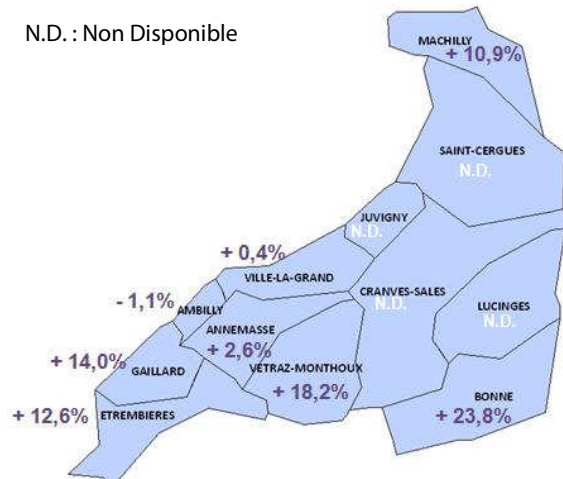 N.D. : Non Disponible
MACHILLY
+ 10,9%
SAINT-CERGUES
N.D.
JUVIGNY
N.D.
+ 0,4%
VILLE-LA-GRAND
CRANVES-SALES
N.D.
LUCINGES
N.D.
- 1,1%
AMBILLY
ANNEMASSE
+ 2,6%
+ 14,0%
GAILLARD
VETRAZ-MONTHOUX
+ 18,2%
BONNE
+ 23,8%
+ 12,6%
ETREMBIERES